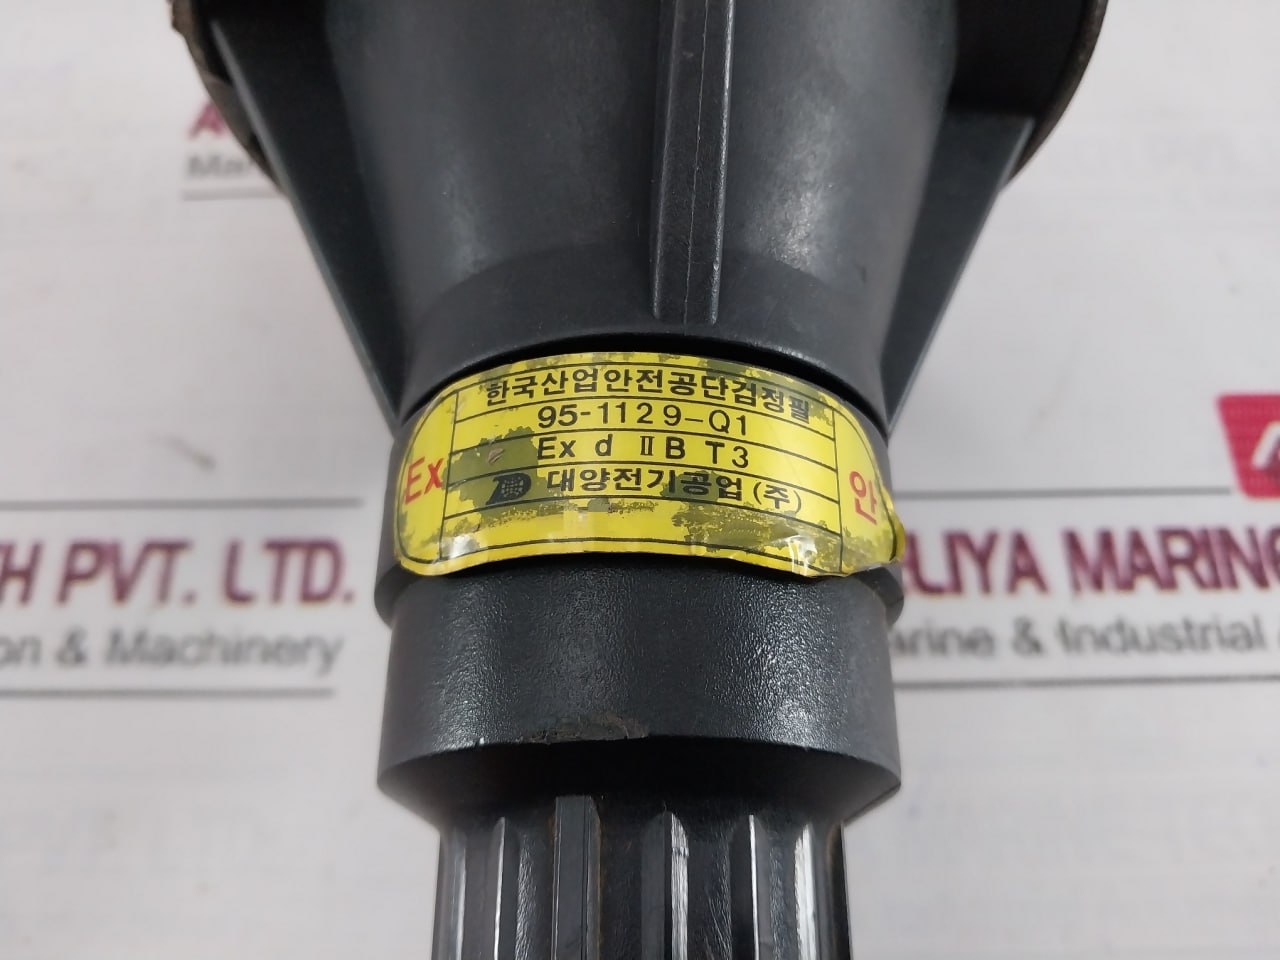 한국산업안전공단검정필
95-1129-Q1
Ex d ⅡB T3
Ex
대양전기공업(주)
안
H PVT. LTD.
on & Machinery
LIYA MARINE
arine & Industrial